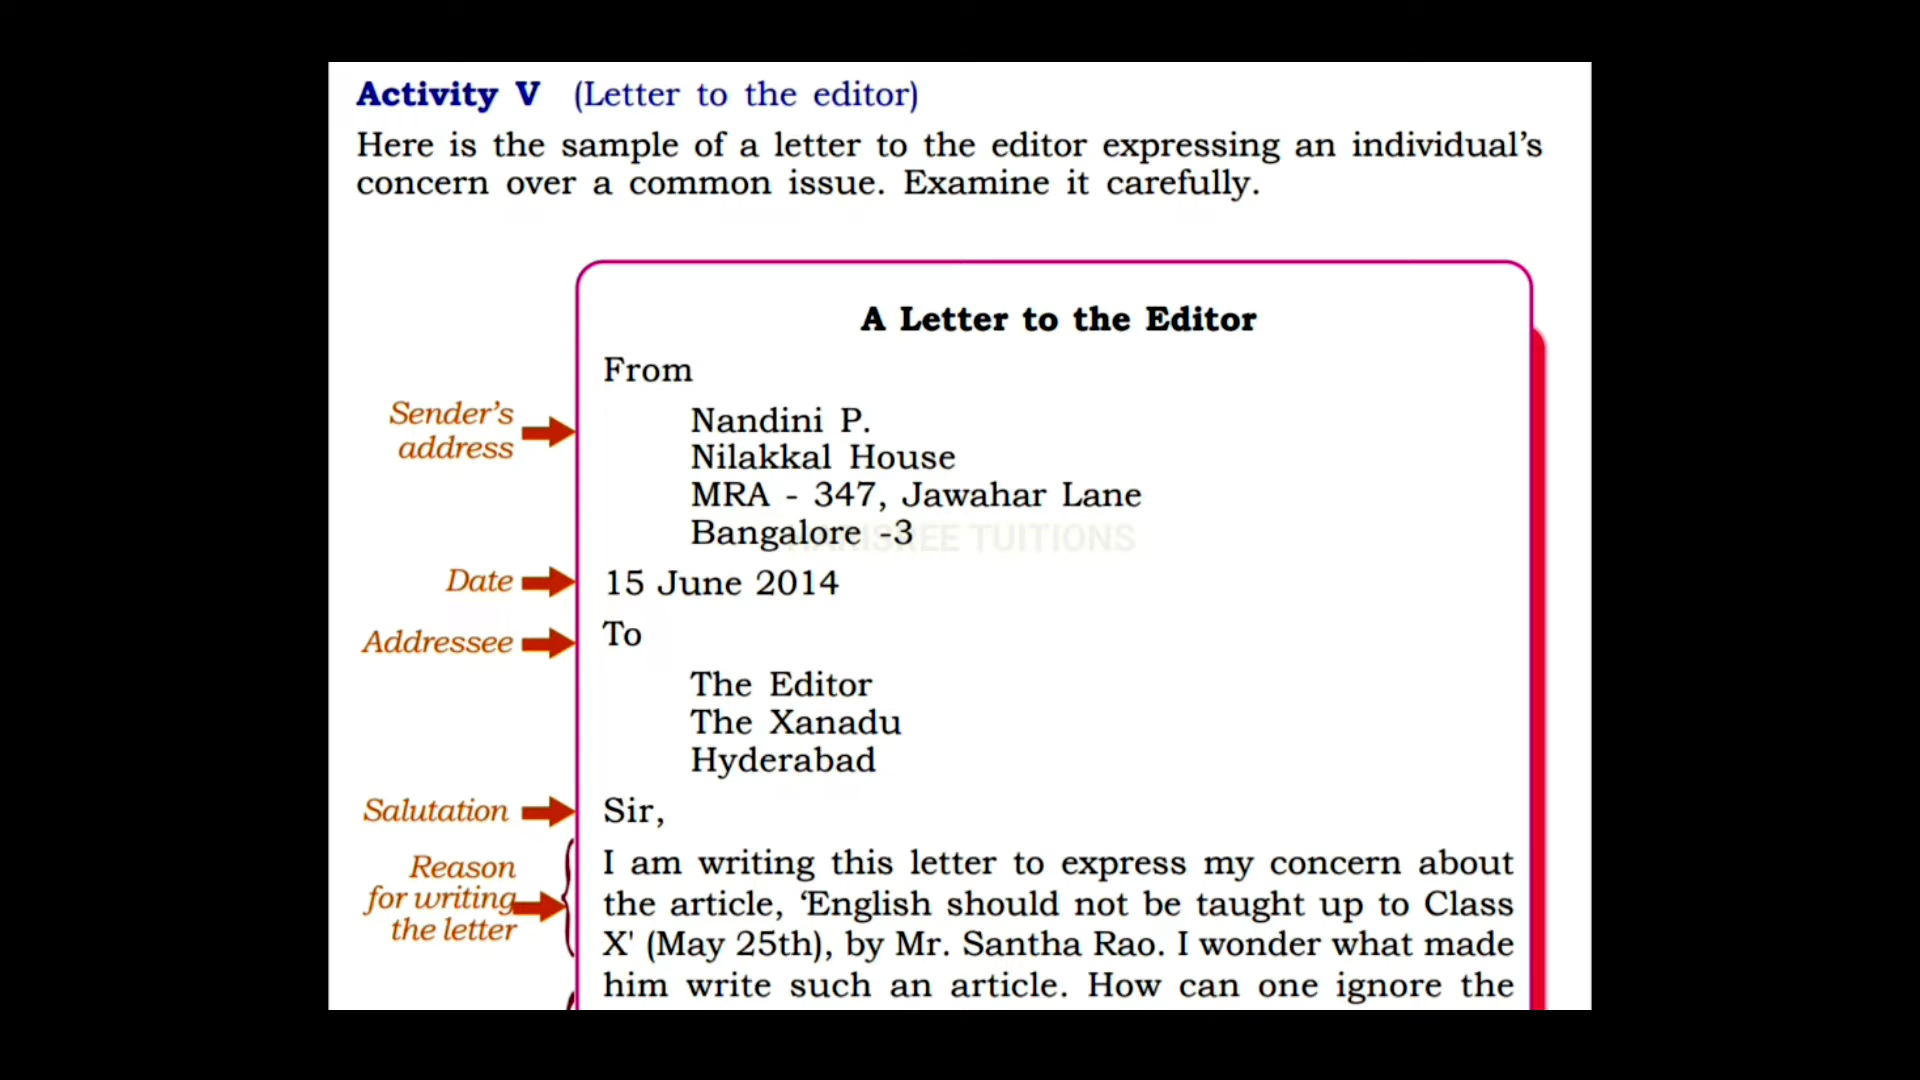 Activity V (Letter to the editor)
Here is the sample of a letter to the editor expressing an individual's
concern over a common issue. Examine it carefully.
A Letter to the Editor
From
Sender's
address
Nandini P.
Nilakkal House
MRA - 347, Jawahar Lane
Bangalore -3
TUITIONS
Date
15 June 2014
Addressee
To
The Editor
The Xanadu
Hyderabad
Salutation
Sir,
Reason
for writing
the letter
I am writing this letter to express my concern about
the article, ‘English should not be taught up to Class
X' (May 25th), by Mr. Santha Rao. I wonder what made
him write such an article. How can one ignore the